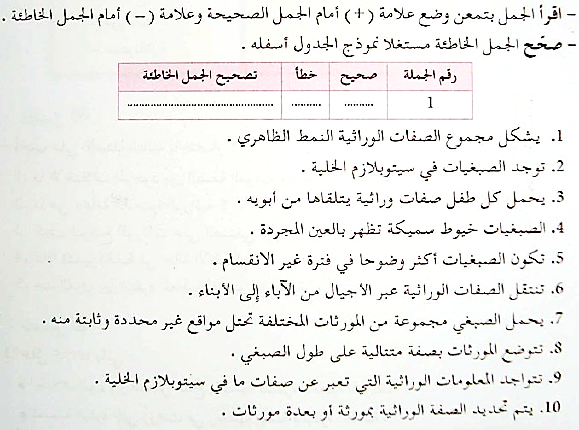 – اقرأ الجمل بتمعن وضع علامة (+) أمام الجمل الصحيحة وعلامة (–) أمام الجمل الخاطئة .
– صحّح الجمل الخاطئة مستغلا نموذج الجدول أسفله .
رقم الجملة صحيح خطأ تصحيح الجمل الخاطئة
1 .......... .......... ..........................................
1. يشكل مجموع الصفات الوراثية النمط الظاهري .
2. توجد الصبغيات في سيتوبلازم الخلية .
3. يحمل كل طفل صفات وراثية يتلقاها من أبويه .
4. الصبغيات خيوط سميكة تظهر بالعين المجردة .
5. تكون الصبغيات أكثر وضوحا في فترة غير الانقسام .
6. تنتقل الصفات الوراثية عبر الأجيال من الآباء إلى الأبناء .
7. يحمل الصبغي مجموعة من المورثات المختلفة تحتل مواقع غير محددة وثابتة منه .
8. تتوضع المورثات بصفة متتالية على طول الصبغي .
9. تتواجد المعلومات الوراثية التي تعبر عن صفات ما في سيتوبلازم الخلية .
10. يتم تحديد الصفة الوراثية بمورثة أو بعدة مورثات .